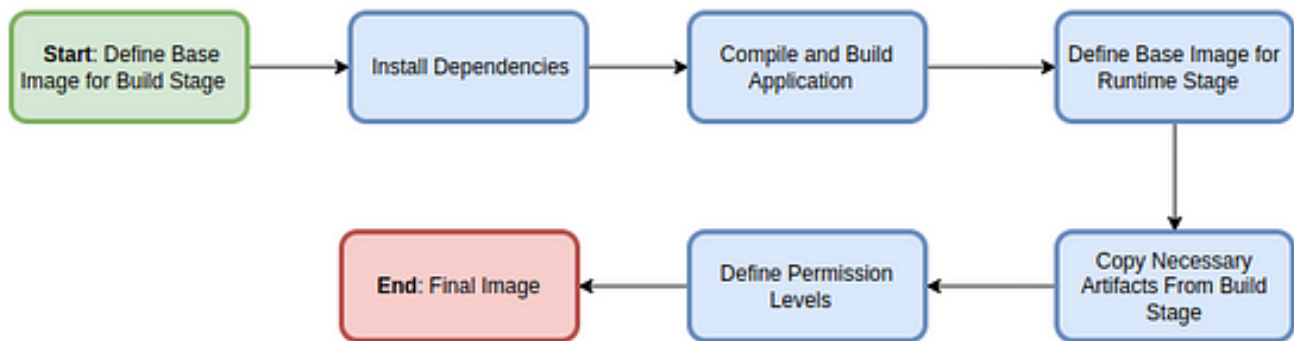 Start: Define Base
Image for Build Stage
Install Dependencies
Compile and Build
Application
Define Base Image for
Runtime Stage
Copy Necessary
Artifacts From Build
Stage
Define Permission
Levels
End: Final Image